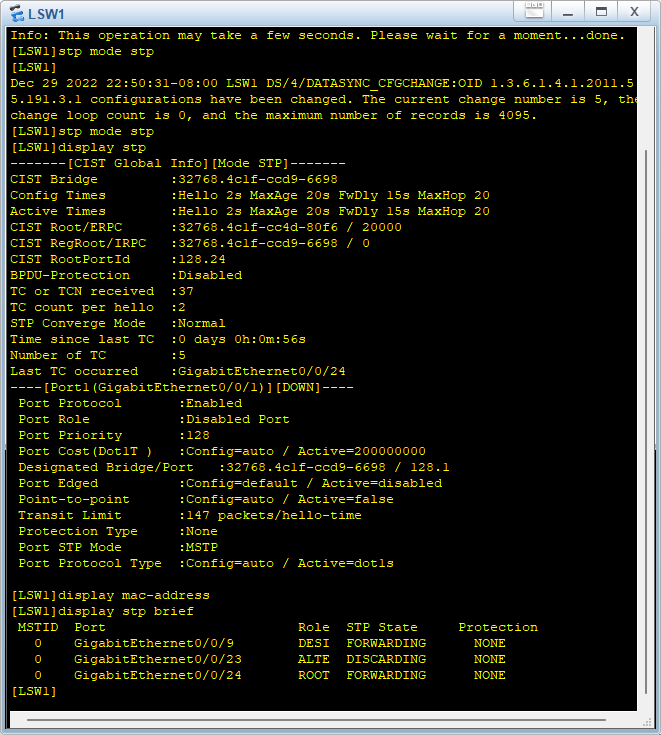 LSW1
Info: This operation may take a few seconds. Please wait for a moment...done.
[LSW1]stp mode stp
[LSW1]
Dec 29 2022 22:50:31-08:00 LSW1 DS/4/DATASYNC_CFGCHANGE:OID 1.3.6.1.4.1.2011.5
5.191.3.1 configurations have been changed. The current change number is 5, the
change loop count is 0, and the maximum number of records is 4095.
[LSW1]stp mode stp
[LSW1]display stp
-------[CIST Global Info][Mode STP]-------
CIST Bridge         :32768.4c1f-ccd9-6698
Config Times        :Hello 2s MaxAge 20s FwDly 15s MaxHop 20
Active Times        :Hello 2s MaxAge 20s FwDly 15s MaxHop 20
CIST Root/ERPC      :32768.4c1f-cc4d-80f6 / 20000
CIST RegRoot/IRPC   :32768.4c1f-ccd9-6698 / 0
CIST RootPortId     :128.24
BPDU-Protection     :Disabled
TC or TCN received  :37
TC count per hello  :2
STP Converge Mode   :Normal
Time since last TC  :0 days 0h:0m:56s
Number of TC        :5
Last TC occurred    :GigabitEthernet0/0/24
----[Port1(GigabitEthernet0/0/1)][DOWN]----
 Port Protocol       :Enabled
 Port Role           :Disabled Port
 Port Priority       :128
 Port Cost(Dot1T )   :Config=auto / Active=200000000
 Designated Bridge/Port   :32768.4c1f-ccd9-6698 / 128.1
 Port Edged          :Config=default / Active=disabled
 Point-to-point      :Config=auto / Active=false
 Transit Limit       :147 packets/hello-time
 Protection Type     :None
 Port STP Mode       :MSTP
 Port Protocol Type  :Config=auto / Active=dot1s
[LSW1]display mac-address
[LSW1]display stp brief
 MSTID  Port                        Role  STP State     Protection
   0    GigabitEthernet0/0/9        DESI  FORWARDING      NONE
   0    GigabitEthernet0/0/23       ALTE  DISCARDING      NONE
   0    GigabitEthernet0/0/24       ROOT  FORWARDING      NONE
[LSW1]